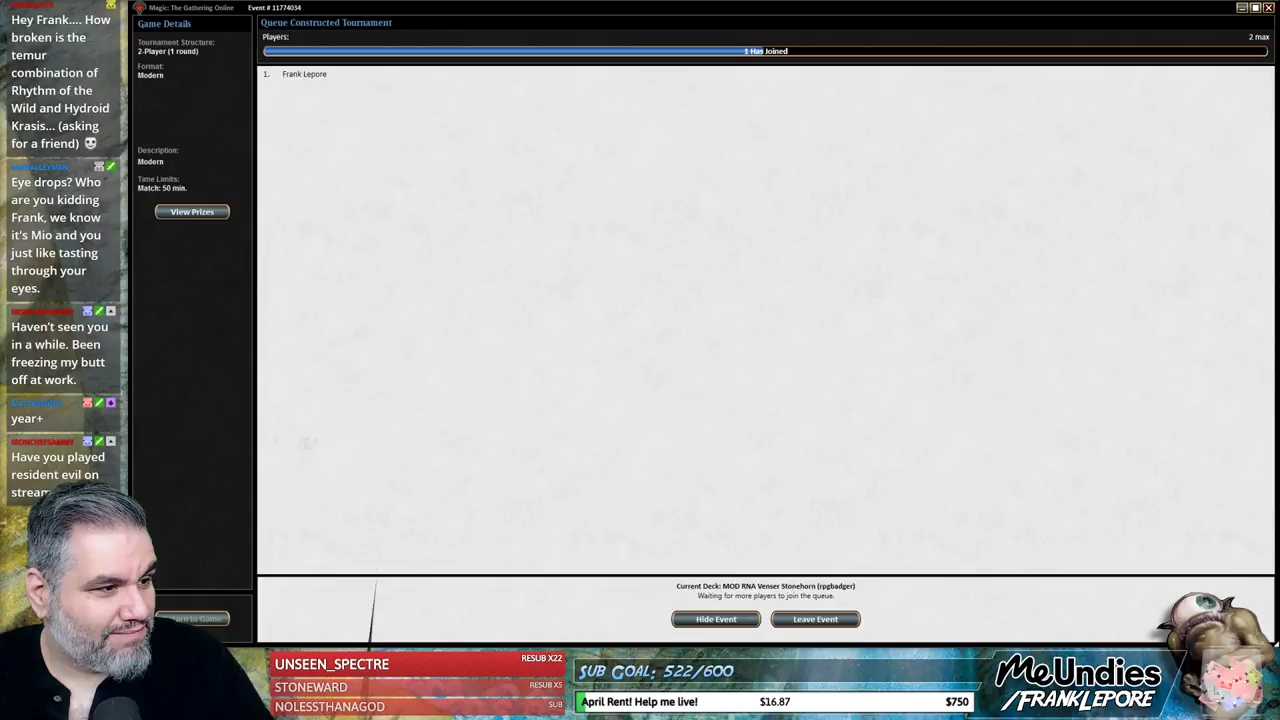 Hey Frank.... How
broken is the
temur
combination of
Rhythm of the
Wild and Hydroid
Krasis... (asking
for a friend)
Eye drops? Who
are you kidding
Frank, we know
it's Mio and you
just like tasting
through your
eyes.
Haven't seen you
in a while. Been
freezing my butt
off at work.
year+
IRONCHEFSAMMY
Have you played
resident evil on
stream
Magic: The Gathering Online Event # 11774034
Game Details
Tournament Structure:
2-Player (1 round)
Format:
Modern
Description:
Modern
Time Limits:
Match: 50 min.
View Prizes
to Game
Queue Constructed Tournament
Players:
2 max
1 Has Joined
1. Frank Lepore
Current Deck: MOD RNA Venser Stonehorn (rpgbadger)
Waiting for more players to join the queue.
Hide Event
Leave Event
UNSEEN_SPECTRE RESUB X22
STONEWARD RESUB X5
NOLESSTHANAGOD SUB
SUB GOAL: 522/600
April Rent! Help me live! $16.87 $750
MeUndies
/FRANKLEPORE